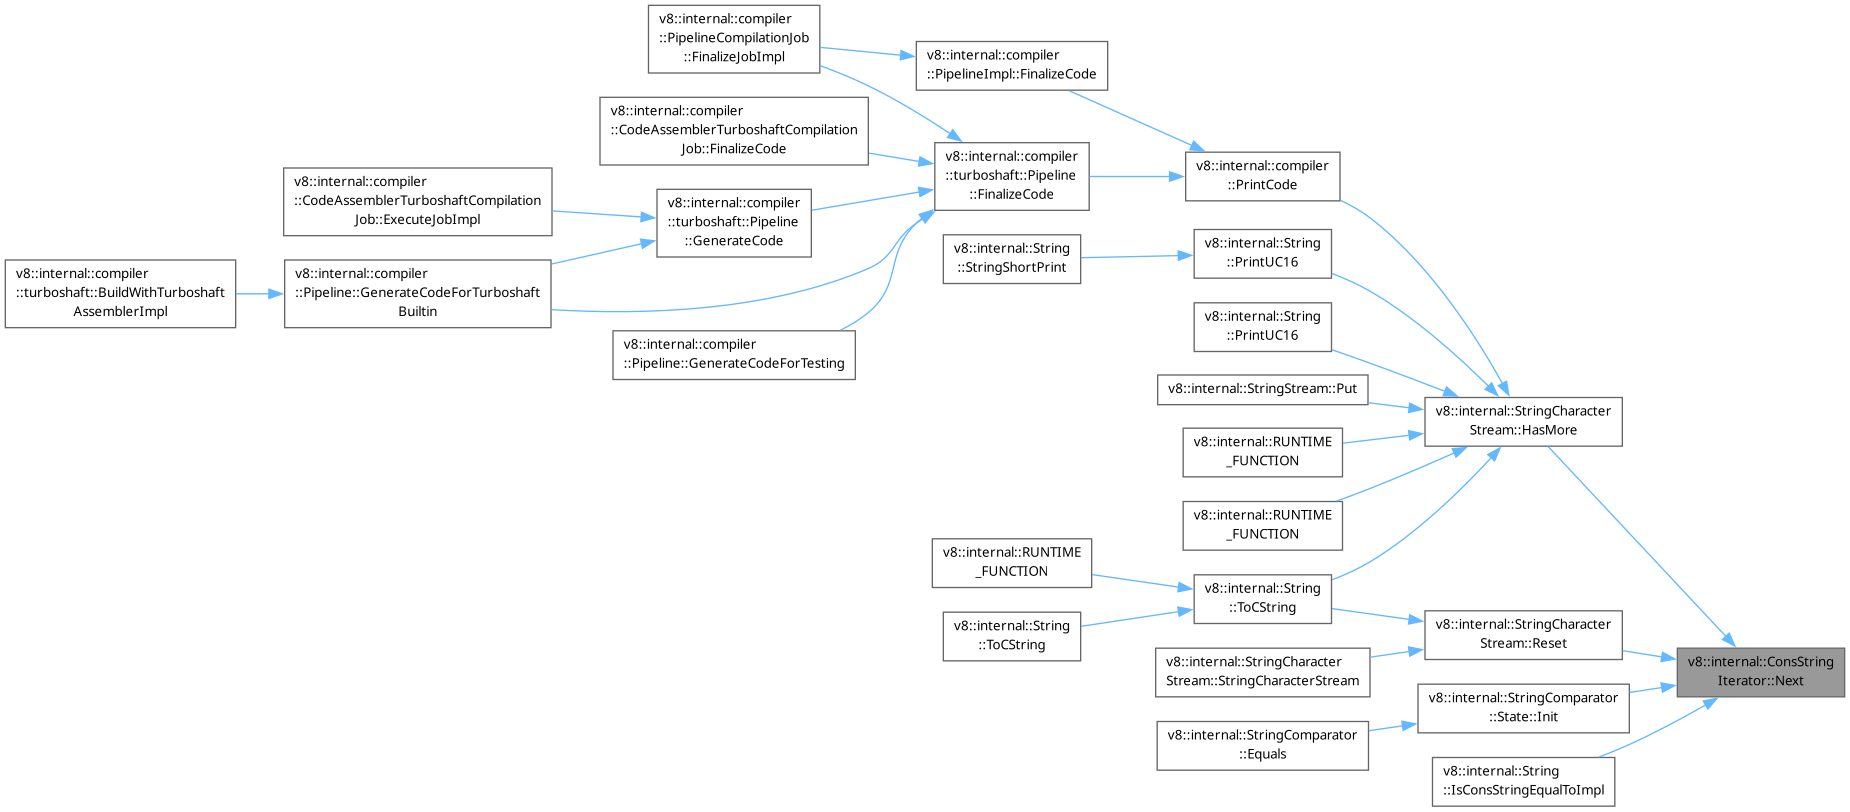 v8::internal::compiler
::PipelineCompilationJob
::FinalizeJobImpl
v8::internal::compiler
::PipelineImpl::FinalizeCode
v8::internal::compiler
::CodeAssemblerTurboshaftCompilation
Job::FinalizeCode
v8::internal::compiler
::turboshaft::Pipeline
::FinalizeCode
v8::internal::compiler
::PrintCode
v8::internal::compiler
::CodeAssemblerTurboshaftCompilation
Job::ExecuteJobImpl
v8::internal::compiler
::turboshaft::Pipeline
::GenerateCode
v8::internal::String
::StringShortPrint
v8::internal::String
::PrintUC16
v8::internal::compiler
::turboshaft::BuildWithTurboshaft
AssemblerImpl
v8::internal::compiler
::Pipeline::GenerateCodeForTurboshaft
Builtin
v8::internal::compiler
::Pipeline::GenerateCodeForTesting
v8::internal::String
::PrintUC16
v8::internal::StringStream::Put
v8::internal::StringCharacter
Stream::HasMore
v8::internal::RUNTIME
_FUNCTION
v8::internal::RUNTIME
_FUNCTION
v8::internal::RUNTIME
_FUNCTION
v8::internal::String
::ToCString
v8::internal::String
::ToCString
v8::internal::StringCharacter
Stream::Reset
v8::internal::StringCharacter
Stream::StringCharacterStream
v8::internal::ConsString
Iterator::Next
v8::internal::StringComparator
::State::Init
v8::internal::StringComparator
::Equals
v8::internal::String
::IsConsStringEqualToImpl